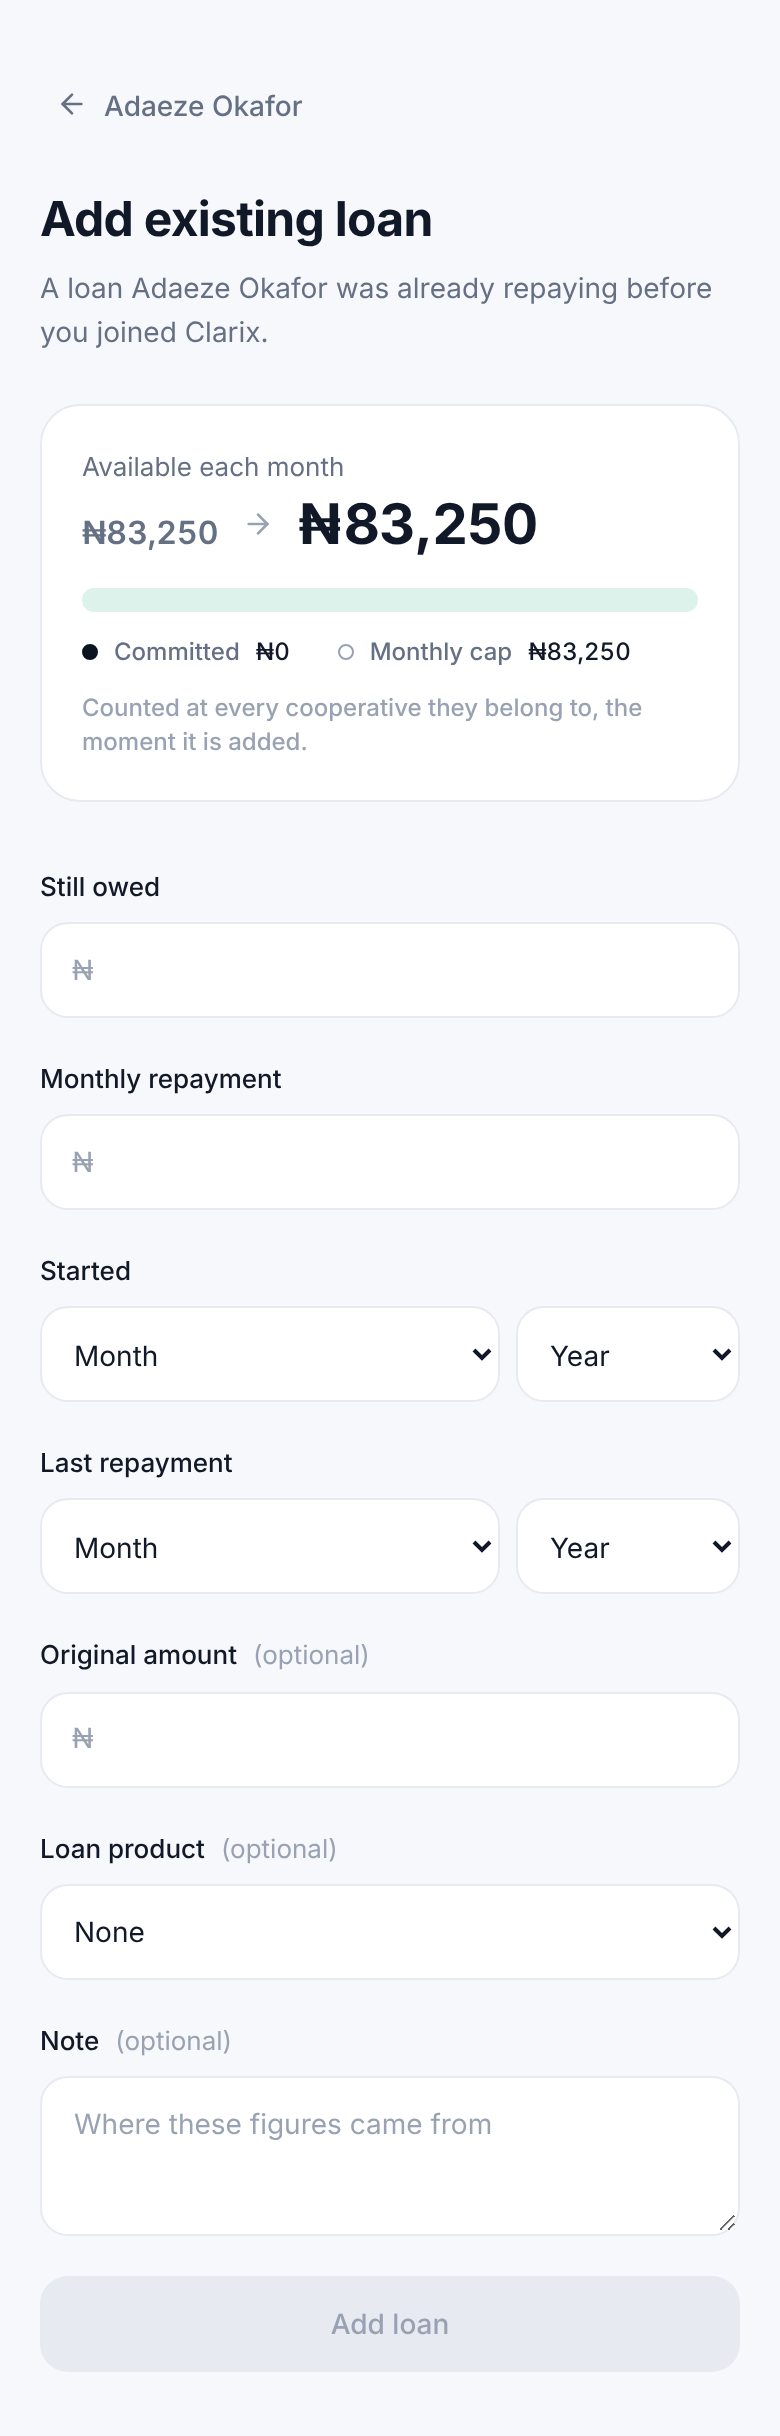 Adaeze Okafor
Add existing loan
A loan Adaeze Okafor was already repaying before
you joined Clarix.
Available each month
₦83,250 → ₦83,250
Committed ₦0 Monthly cap ₦83,250
Counted at every cooperative they belong to, the
moment it is added.
Still owed
₦
Monthly repayment
₦
Started
Month Year
Last repayment
Month Year
Original amount (optional)
₦
Loan product (optional)
None
Note (optional)
Where these figures came from
Add loan